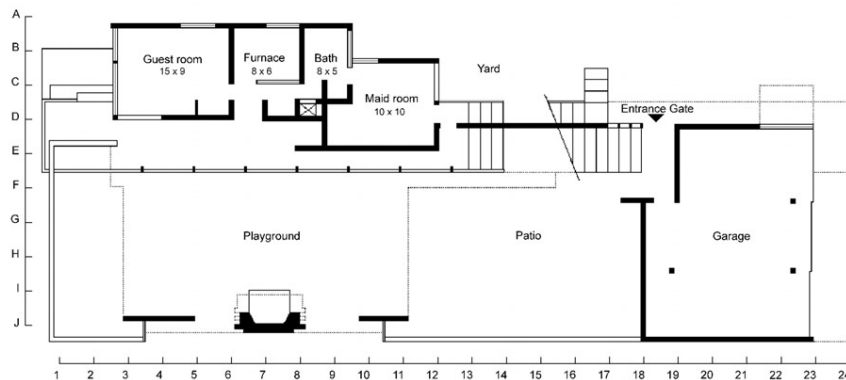 A
B
C
D
E
F
G
H
I
J
Guest room
15 x 9
Furnace
8 x 6
Bath
8 x 5
Maid room
10 x 10
Yard
Entrance Gate
Playground
Patio
Garage
1 2 3 4 5 6 7 8 9 10 11 12 13 14 15 16 17 18 19 20 21 22 23 24